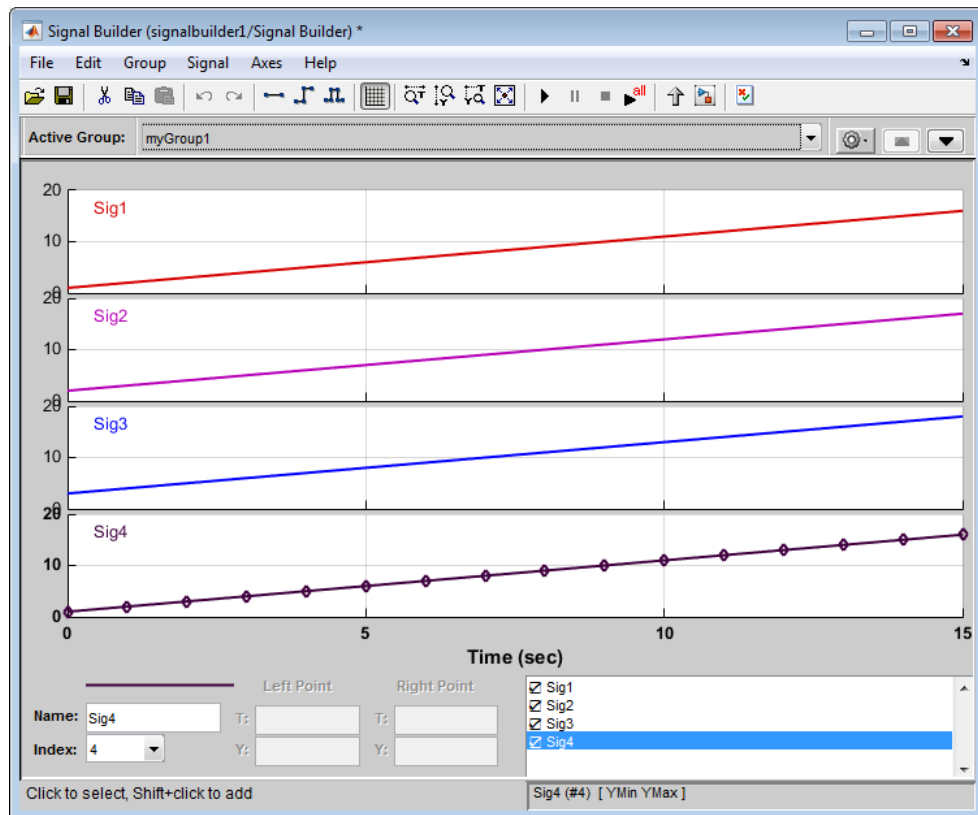 Signal Builder (signalbuilder1/Signal Builder) *
File Edit Group Signal Axes Help
all
Active Group: myGroup1
20
Sig1
10
0
20
Sig2
10
0
20
Sig3
10
0
20
Sig4
10
0
0 5 10 15
Time (sec)
Left Point Right Point
Name: Sig4 T: T:
Index: 4 Y: Y:
Sig1
Sig2
Sig3
Sig4
Click to select, Shift+click to add
Sig4 (#4) [ YMin YMax ]